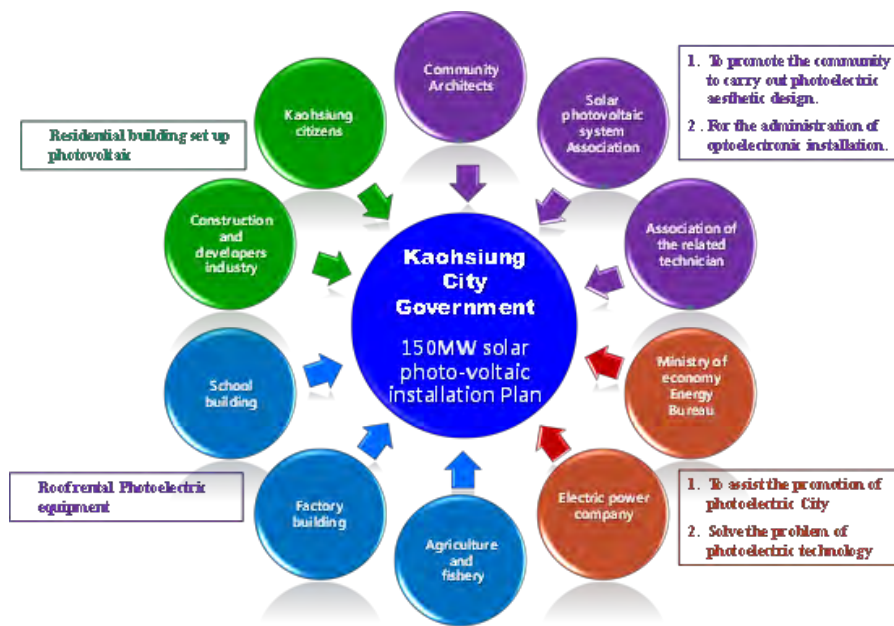 Community
Architects
Kaohsiung
citizens
Solar
photovoltaic
system
Association
1. To promote the community
to carry out photoelectric
aesthetic design.
2 . For the administration of
optoelectronic installation.
Residential building set up
photovoltaic
Construction
and
developers
industry
Association of
the related
technician
Kaohsiung
City
Government
150MW solar
photo-voltaic
installation Plan
School
building
Ministry of
economy
Energy
Bureau
Roof rental Photoelectric
equipment
Factory
building
Agriculture
and
fishery
Electric power
company
1. To assist the promotion of
photoelectric City
2. Solve the problem of
photoelectric technology